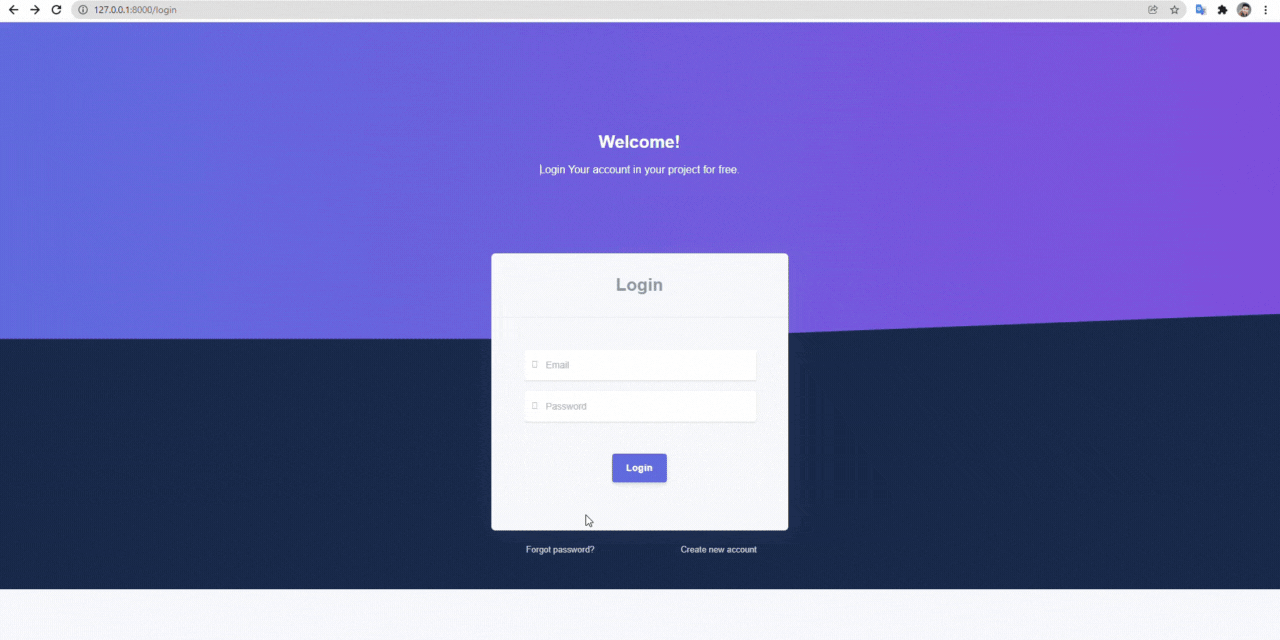 127.0.0.1:8000/login
Welcome!
Login Your account in your project for free.
Login
Email
Password
Login
Forgot password?
Create new account